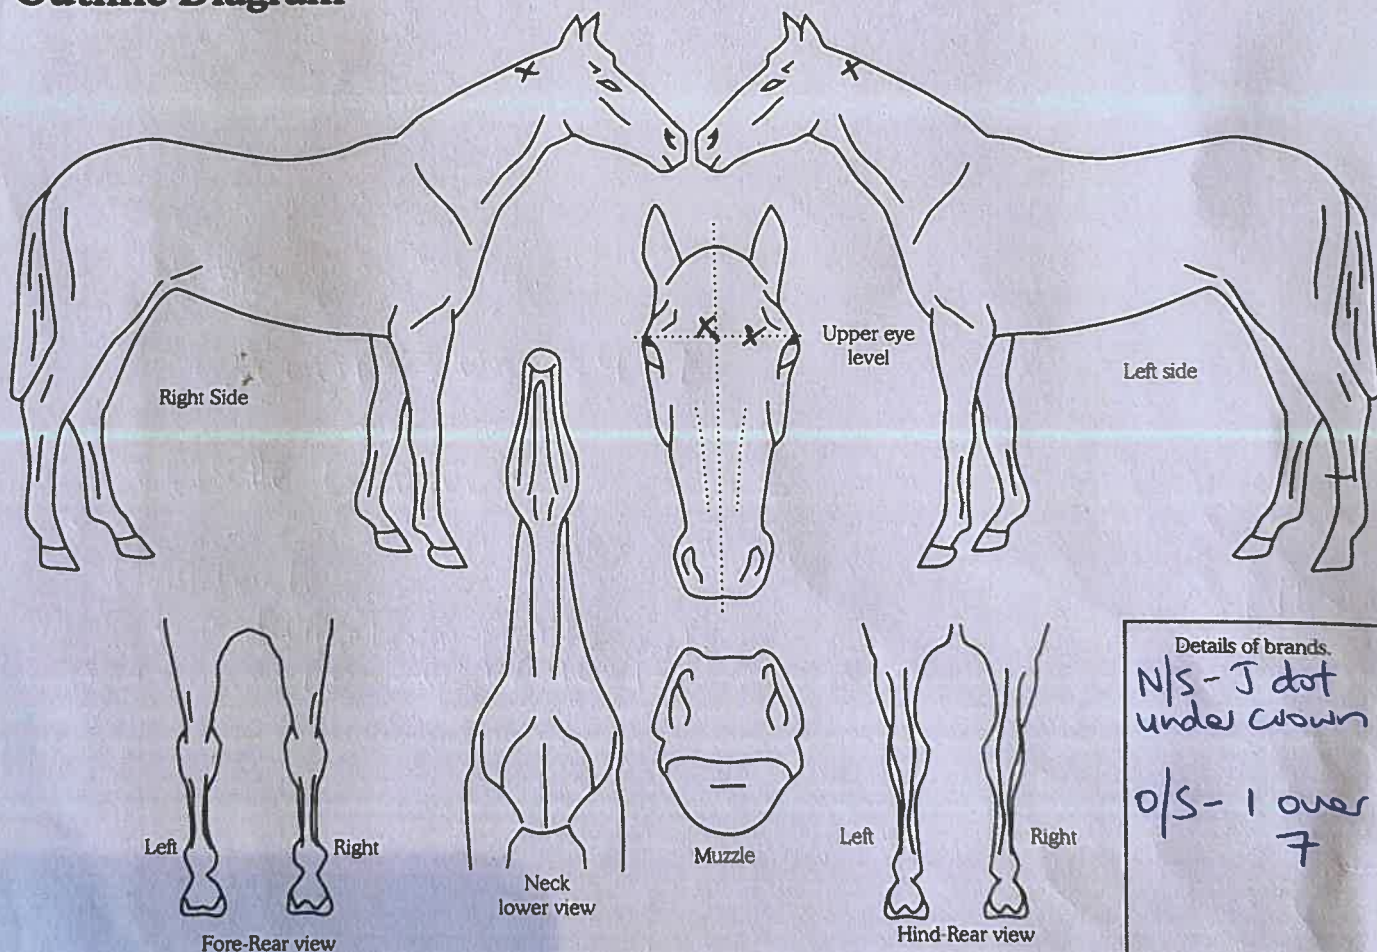 Outline Diagram
Right Side
Upper eye
level
Left side
Details of brands.
N/S - J dot
under crown
O/S - 1 over
7
Left
Right
Neck
lower view
Muzzle
Left
Right
Fore-Rear view
Hind-Rear view